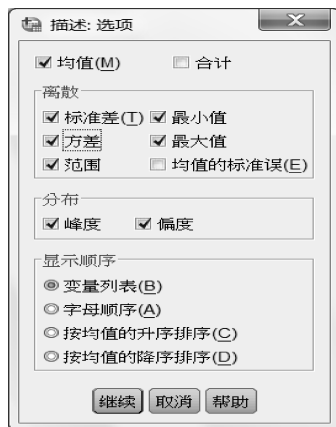 描述: 选项
均值(M) 合计
离散
标准差(T) 最小值
方差 最大值
范围 均值的标准误(E)
分布
峰度 偏度
显示顺序
变量列表(B)
字母顺序(A)
按均值的升序排序(C)
按均值的降序排序(D)
继续 取消 帮助